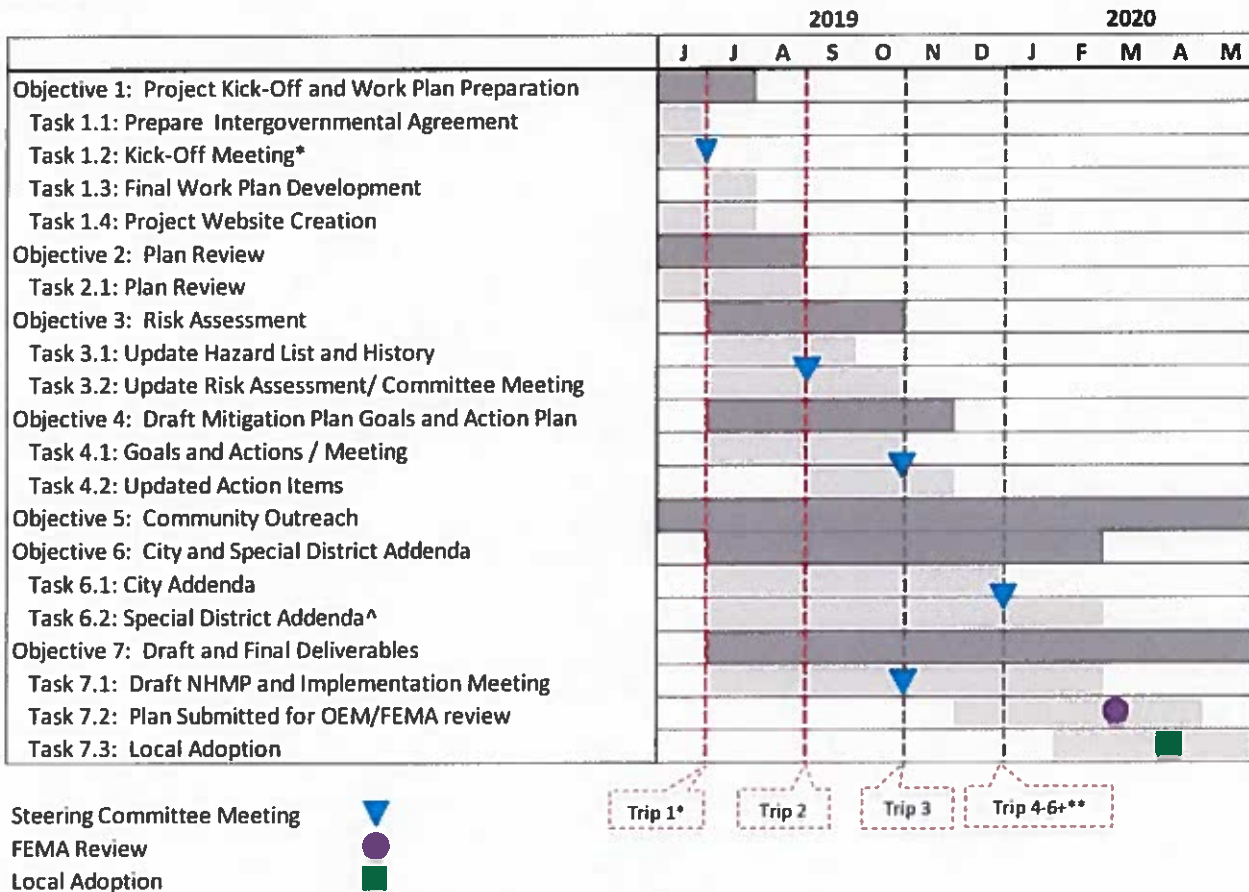 2019 2020
J J A S O N D J F M A M
Objective 1: Project Kick-Off and Work Plan Preparation
Task 1.1: Prepare Intergovernmental Agreement
Task 1.2: Kick-Off Meeting*
Task 1.3: Final Work Plan Development
Task 1.4: Project Website Creation
Objective 2: Plan Review
Task 2.1: Plan Review
Objective 3: Risk Assessment
Task 3.1: Update Hazard List and History
Task 3.2: Update Risk Assessment/ Committee Meeting
Objective 4: Draft Mitigation Plan Goals and Action Plan
Task 4.1: Goals and Actions / Meeting
Task 4.2: Updated Action Items
Objective 5: Community Outreach
Objective 6: City and Special District Addenda
Task 6.1: City Addenda
Task 6.2: Special District Addenda^
Objective 7: Draft and Final Deliverables
Task 7.1: Draft NHMP and Implementation Meeting
Task 7.2: Plan Submitted for OEM/FEMA review
Task 7.3: Local Adoption
Trip 1* Trip 2 Trip 3 Trip 4-6+**
Steering Committee Meeting
FEMA Review
Local Adoption